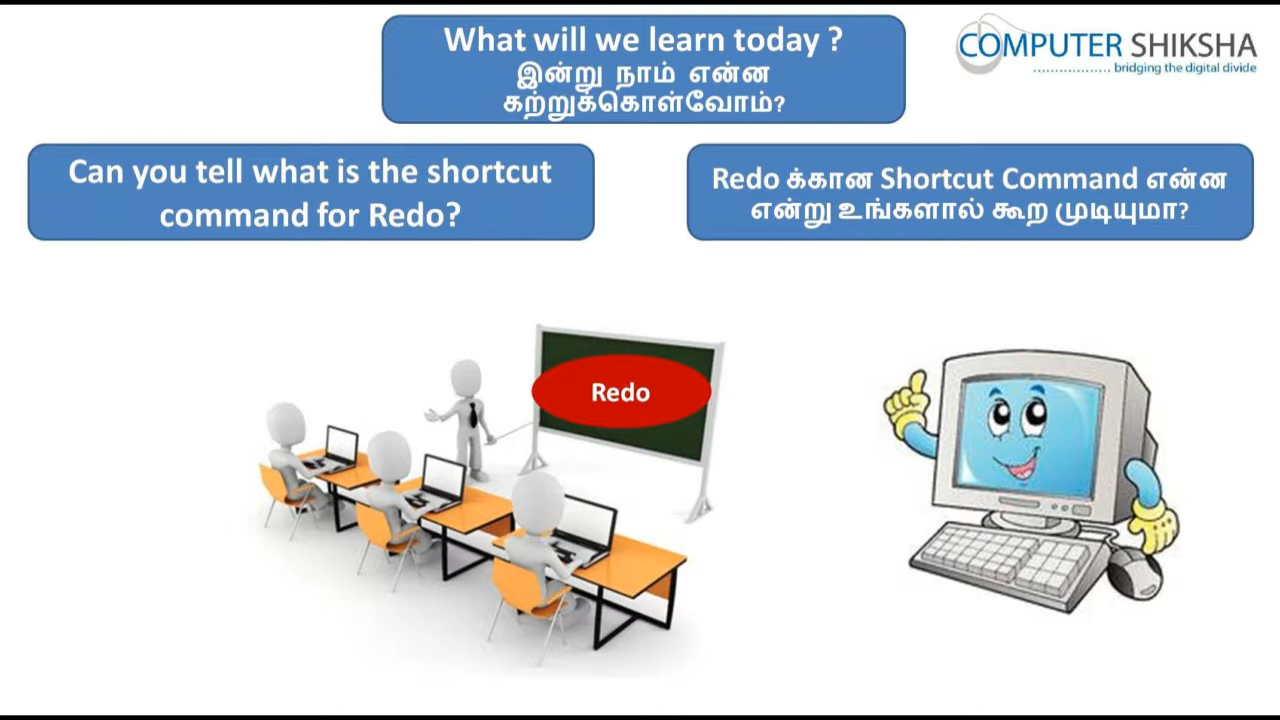 What will we learn today ?
இன்று நாம் என்ன
கற்றுக்கொள்வோம்?
COMPUTER SHIKSHA
bridging the digital divide
Can you tell what is the shortcut
command for Redo?
Redo க்கான Shortcut Command என்ன
என்று உங்களால் கூற முடியுமா?
Redo